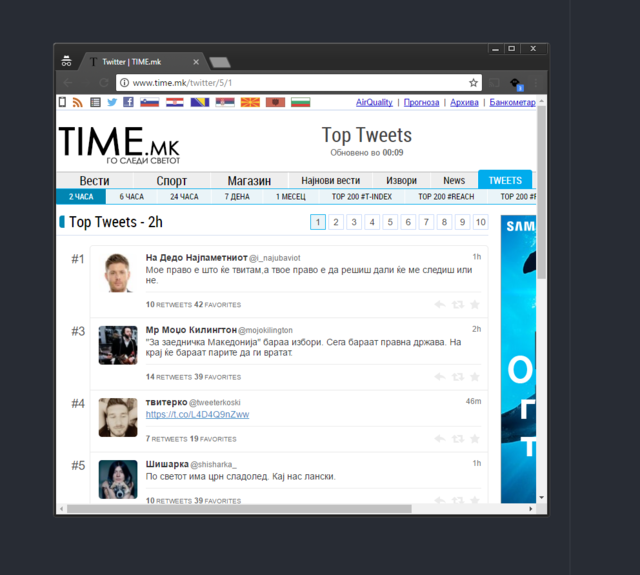 Twitter | TIME.mk
www.time.mk/twitter/5/1
AirQuality | Прогноза | Архива | Банкометар
TIME.MK
ГО СЛЕДИ СВЕТОТ
Top Tweets
Обновено во 00:09
Вести Спорт Магазин Најнови вести Извори News TWEETS
2 ЧАСА 6 ЧАСА 24 ЧАСА 7 ДЕНА 1 МЕСЕЦ TOP 200 #T-INDEX TOP 200 #REACH TOP 200 #F
Top Tweets - 2h 1 2 3 4 5 6 7 8 9 10
#1 На Дедо Најпаметниот @i_najubaviot 1h
Мое право е што ќе твитам,а твое право е да решиш дали ќе ме следиш или
не.
10 RETWEETS 42 FAVORITES
#3 Мр Моџо Килингтон @mojokilington 2h
"За заедничка Македонија" бараа избори. Сега бараат правна држава. На
крај ќе бараат парите да ги вратат.
14 RETWEETS 39 FAVORITES
#4 твитерко @tweeterkoski 46m
https://t.co/L4D4Q9nZww
7 RETWEETS 19 FAVORITES
#5 Шишарка @shisharka_ 1h
По светот има црн сладолед. Кај нас лански.
10 RETWEETS 39 FAVORITES
SAM
О
Г
Т